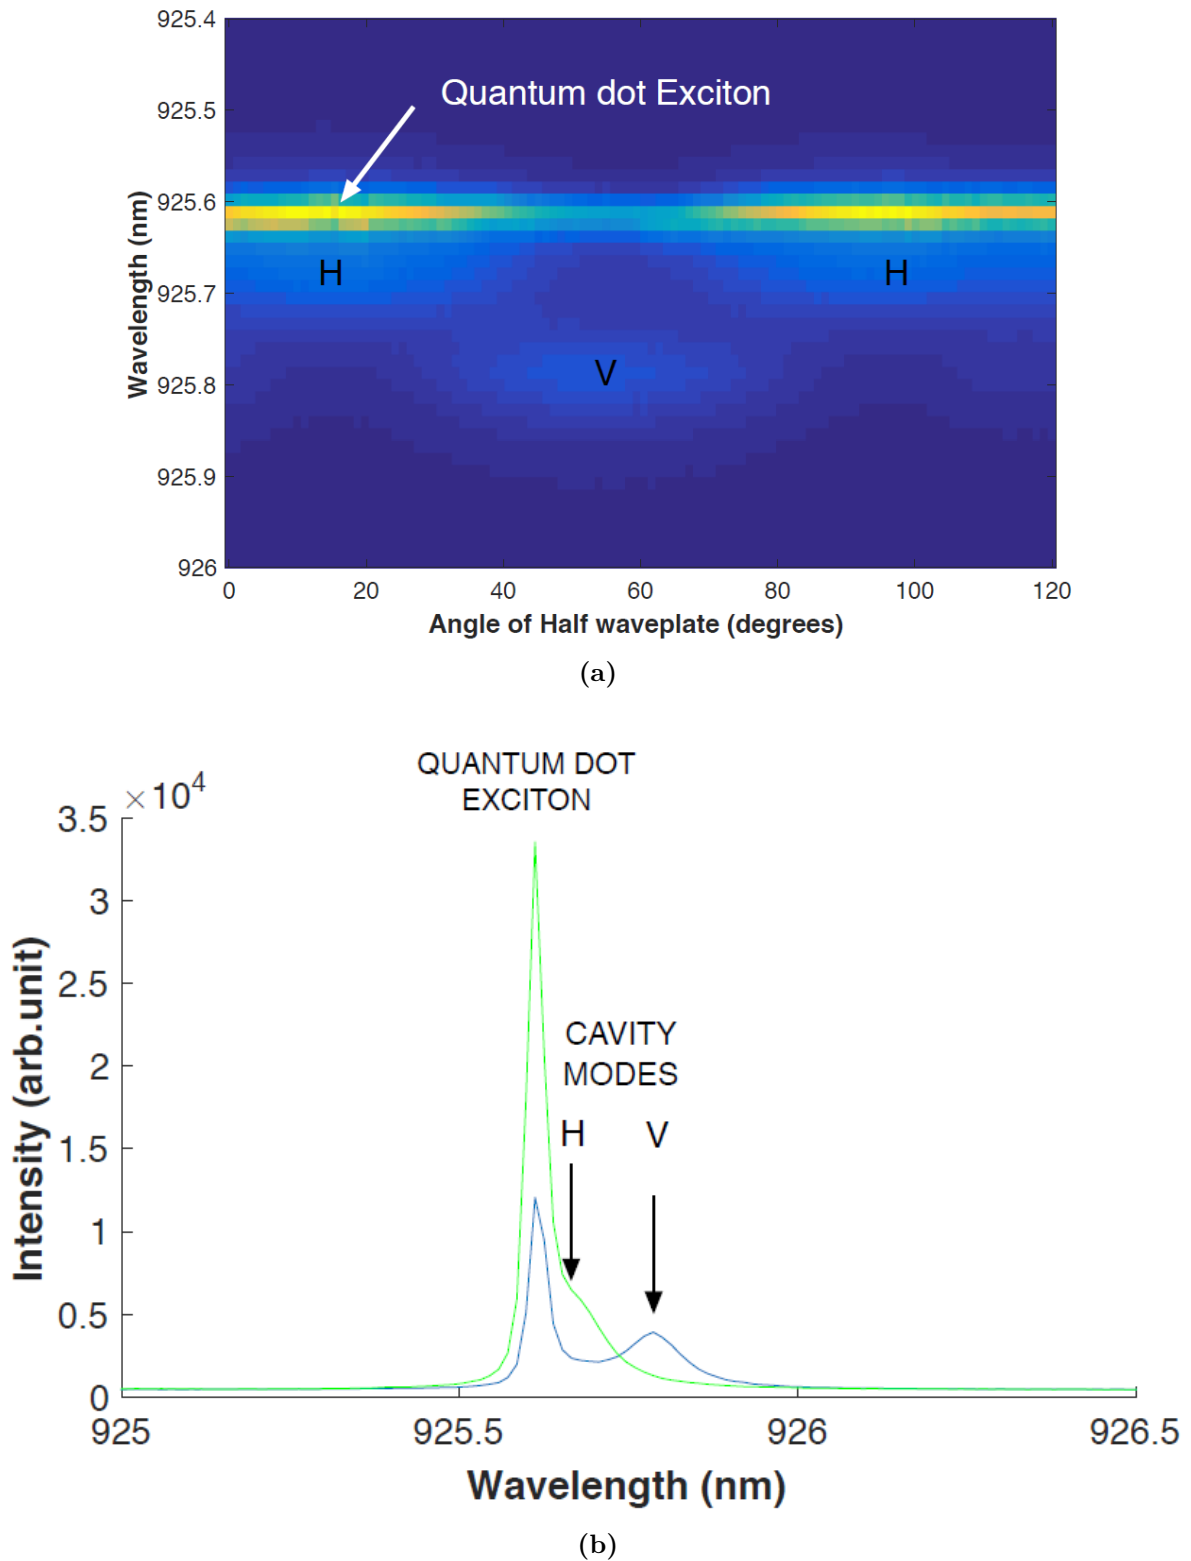 925.4
Quantum dot Exciton
925.5
925.6
925.7
925.8
925.9
926
Wavelength (nm)
H
H
V
0 20 40 60 80 100 120
Angle of Half waveplate (degrees)
(a)
QUANTUM DOT
EXCITON
×10⁴
3.5
3
2.5
2
1.5
1
0.5
0
Intensity (arb.unit)
CAVITY
MODES
H V
925 925.5 926 926.5
Wavelength (nm)
(b)